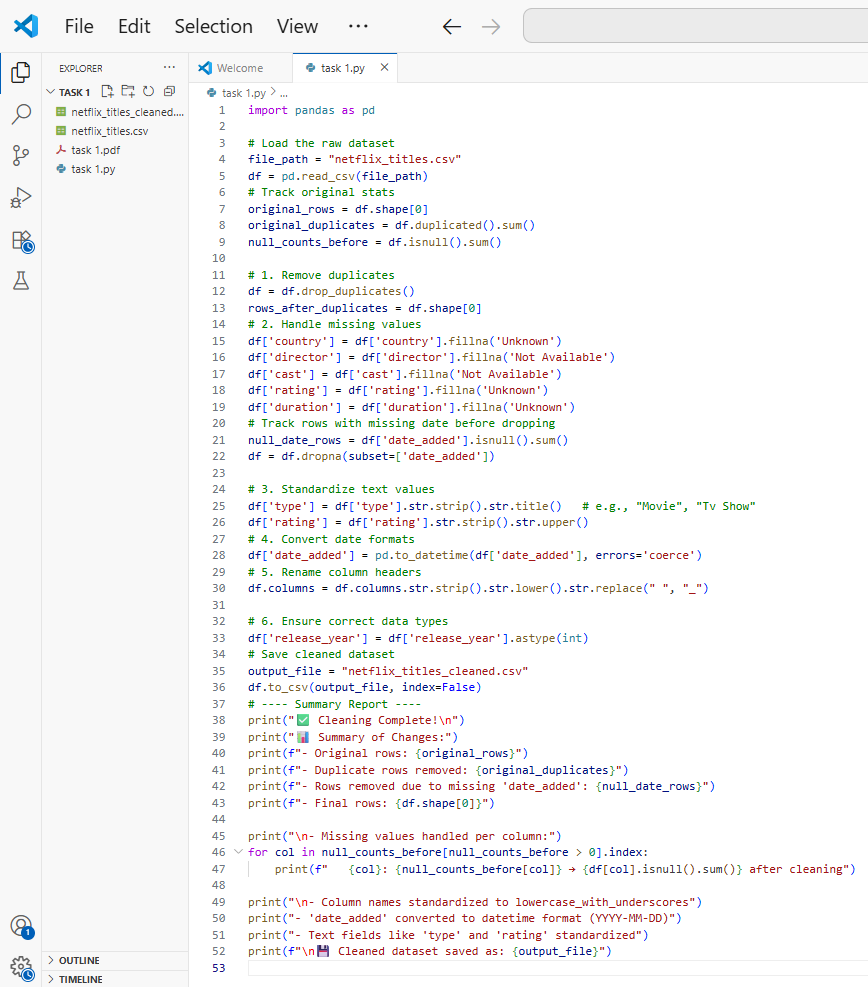 File Edit Selection View ··· ← →
EXPLORER ···
TASK 1
netflix_titles_cleaned....
netflix_titles.csv
task 1.pdf
task 1.py
OUTLINE
TIMELINE
1
Welcome
task 1.py ×
task 1.py > ...
1 import pandas as pd
2
3 # Load the raw dataset
4 file_path = "netflix_titles.csv"
5 df = pd.read_csv(file_path)
6 # Track original stats
7 original_rows = df.shape[0]
8 original_duplicates = df.duplicated().sum()
9 null_counts_before = df.isnull().sum()
10
11 # 1. Remove duplicates
12 df = df.drop_duplicates()
13 rows_after_duplicates = df.shape[0]
14 # 2. Handle missing values
15 df['country'] = df['country'].fillna('Unknown')
16 df['director'] = df['director'].fillna('Not Available')
17 df['cast'] = df['cast'].fillna('Not Available')
18 df['rating'] = df['rating'].fillna('Unknown')
19 df['duration'] = df['duration'].fillna('Unknown')
20 # Track rows with missing date before dropping
21 null_date_rows = df['date_added'].isnull().sum()
22 df = df.dropna(subset=['date_added'])
23
24 # 3. Standardize text values
25 df['type'] = df['type'].str.strip().str.title()   # e.g., "Movie", "Tv Show"
26 df['rating'] = df['rating'].str.strip().str.upper()
27 # 4. Convert date formats
28 df['date_added'] = pd.to_datetime(df['date_added'], errors='coerce')
29 # 5. Rename column headers
30 df.columns = df.columns.str.strip().str.lower().str.replace(" ", "_")
31
32 # 6. Ensure correct data types
33 df['release_year'] = df['release_year'].astype(int)
34 # Save cleaned dataset
35 output_file = "netflix_titles_cleaned.csv"
36 df.to_csv(output_file, index=False)
37 # ---- Summary Report ----
38 print("✅ Cleaning Complete!\n")
39 print("📊 Summary of Changes:")
40 print(f"- Original rows: {original_rows}")
41 print(f"- Duplicate rows removed: {original_duplicates}")
42 print(f"- Rows removed due to missing 'date_added': {null_date_rows}")
43 print(f"- Final rows: {df.shape[0]}")
44
45 print("\n- Missing values handled per column:")
46 for col in null_counts_before[null_counts_before > 0].index:
47     print(f"   {col}: {null_counts_before[col]} → {df[col].isnull().sum()} after cleaning")
48
49 print("\n- Column names standardized to lowercase_with_underscores")
50 print("- 'date_added' converted to datetime format (YYYY-MM-DD)")
51 print("- Text fields like 'type' and 'rating' standardized")
52 print(f"\n💾 Cleaned dataset saved as: {output_file}")
53